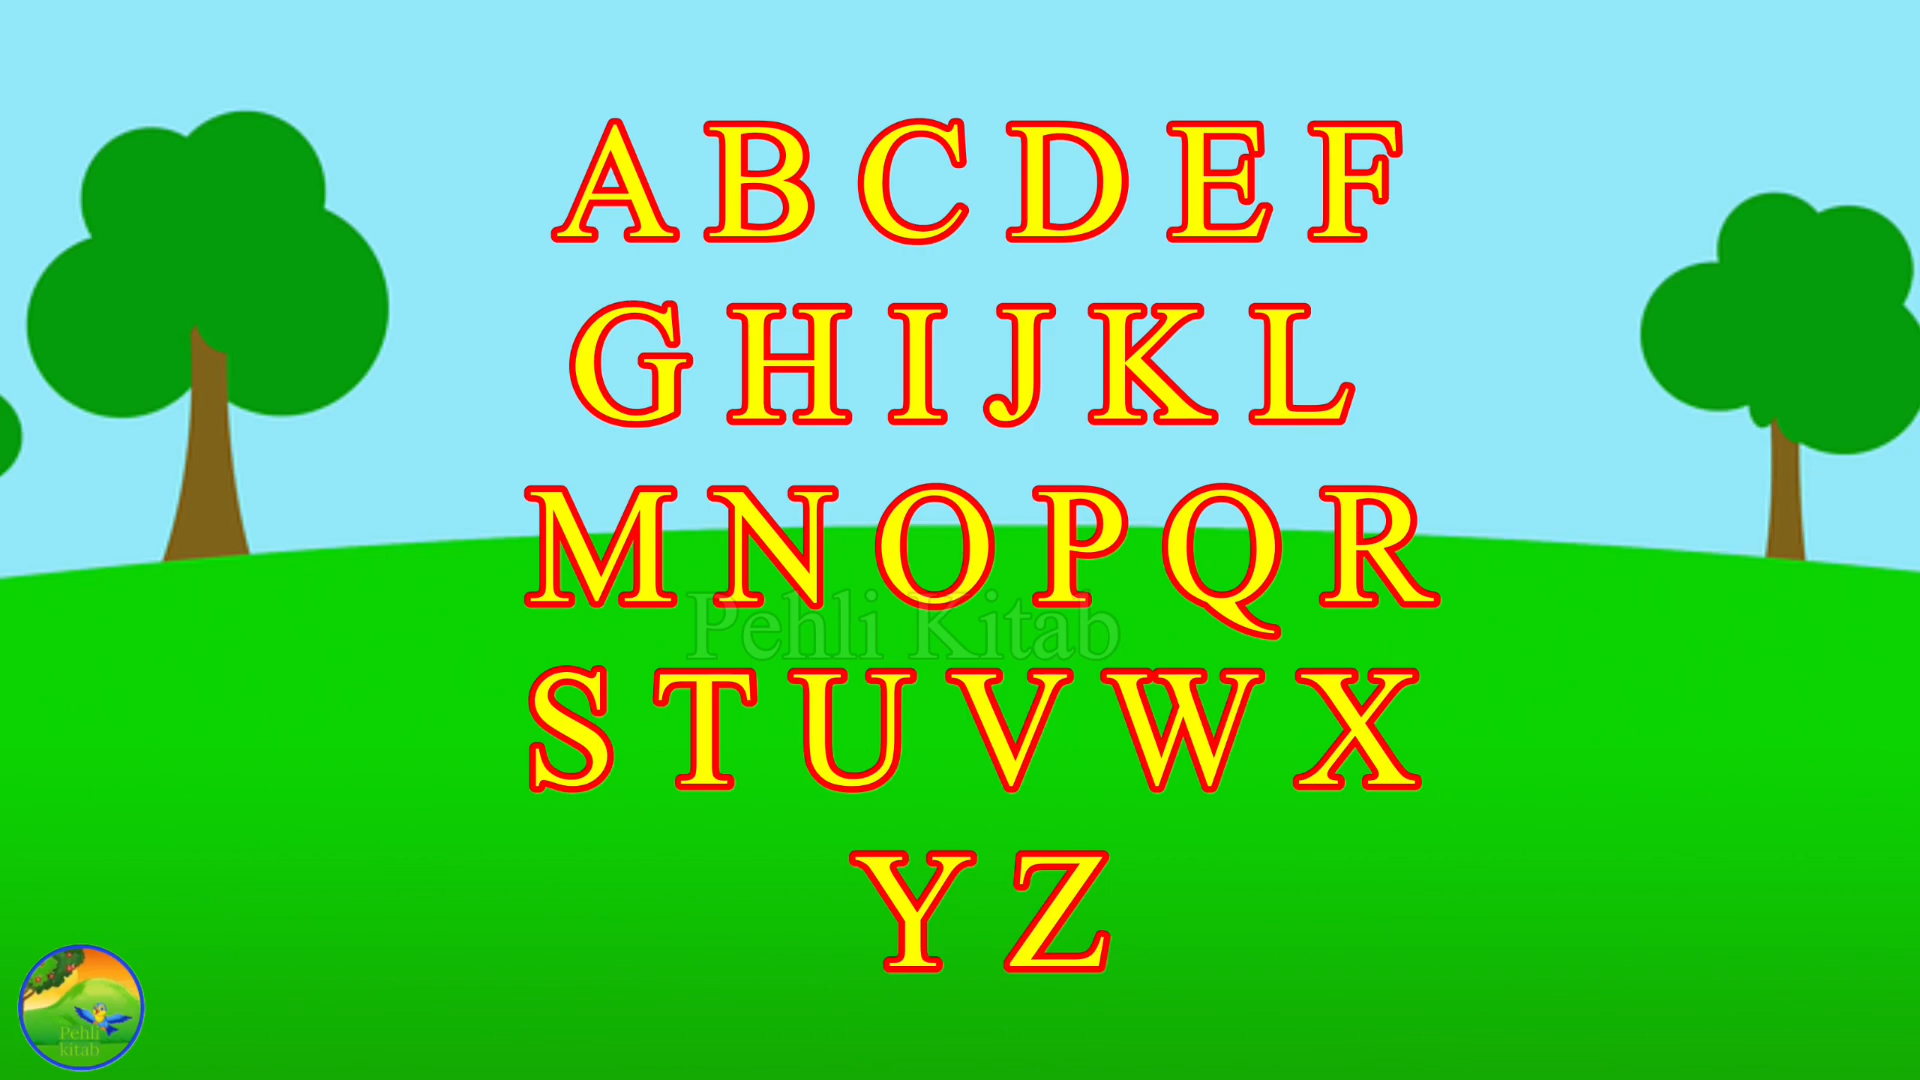 A B C D E F
G H I J K L
M N O P Q R
Pehli Kitab
S T U V W X
Y Z
Pehli
kitab